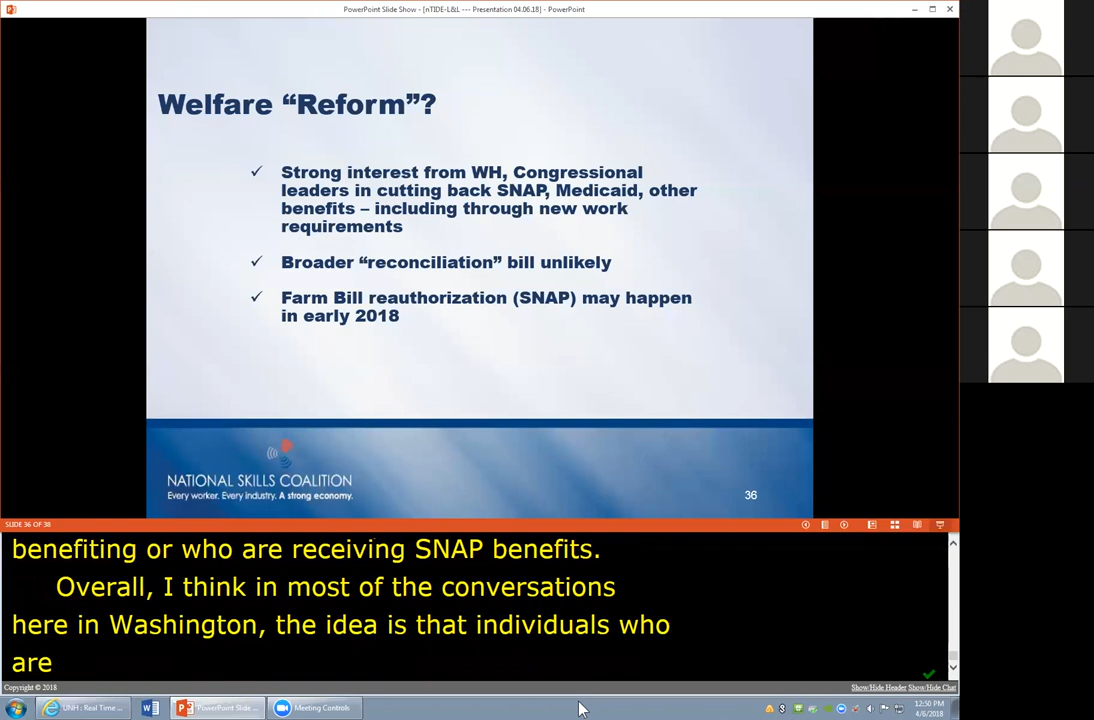 PowerPoint Slide Show - [nTIDE-L&L --- Presentation 04.06.18] - PowerPoint
Welfare “Reform”?
✓ Strong interest from WH, Congressional
leaders in cutting back SNAP, Medicaid, other
benefits – including through new work
requirements
✓ Broader “reconciliation” bill unlikely
✓ Farm Bill reauthorization (SNAP) may happen
in early 2018
NATIONAL SKILLS COALITION
Every worker. Every industry. A strong economy.
36
SLIDE 36 OF 38
benefiting or who are receiving SNAP benefits.
Overall, I think in most of the conversations
here in Washington, the idea is that individuals who
are
Copyright © 2018
Show/Hide Header Show/Hide Chat
UNH : Real Time ...
PowerPoint Slide ...
Meeting Controls
12:50 PM
4/6/2018